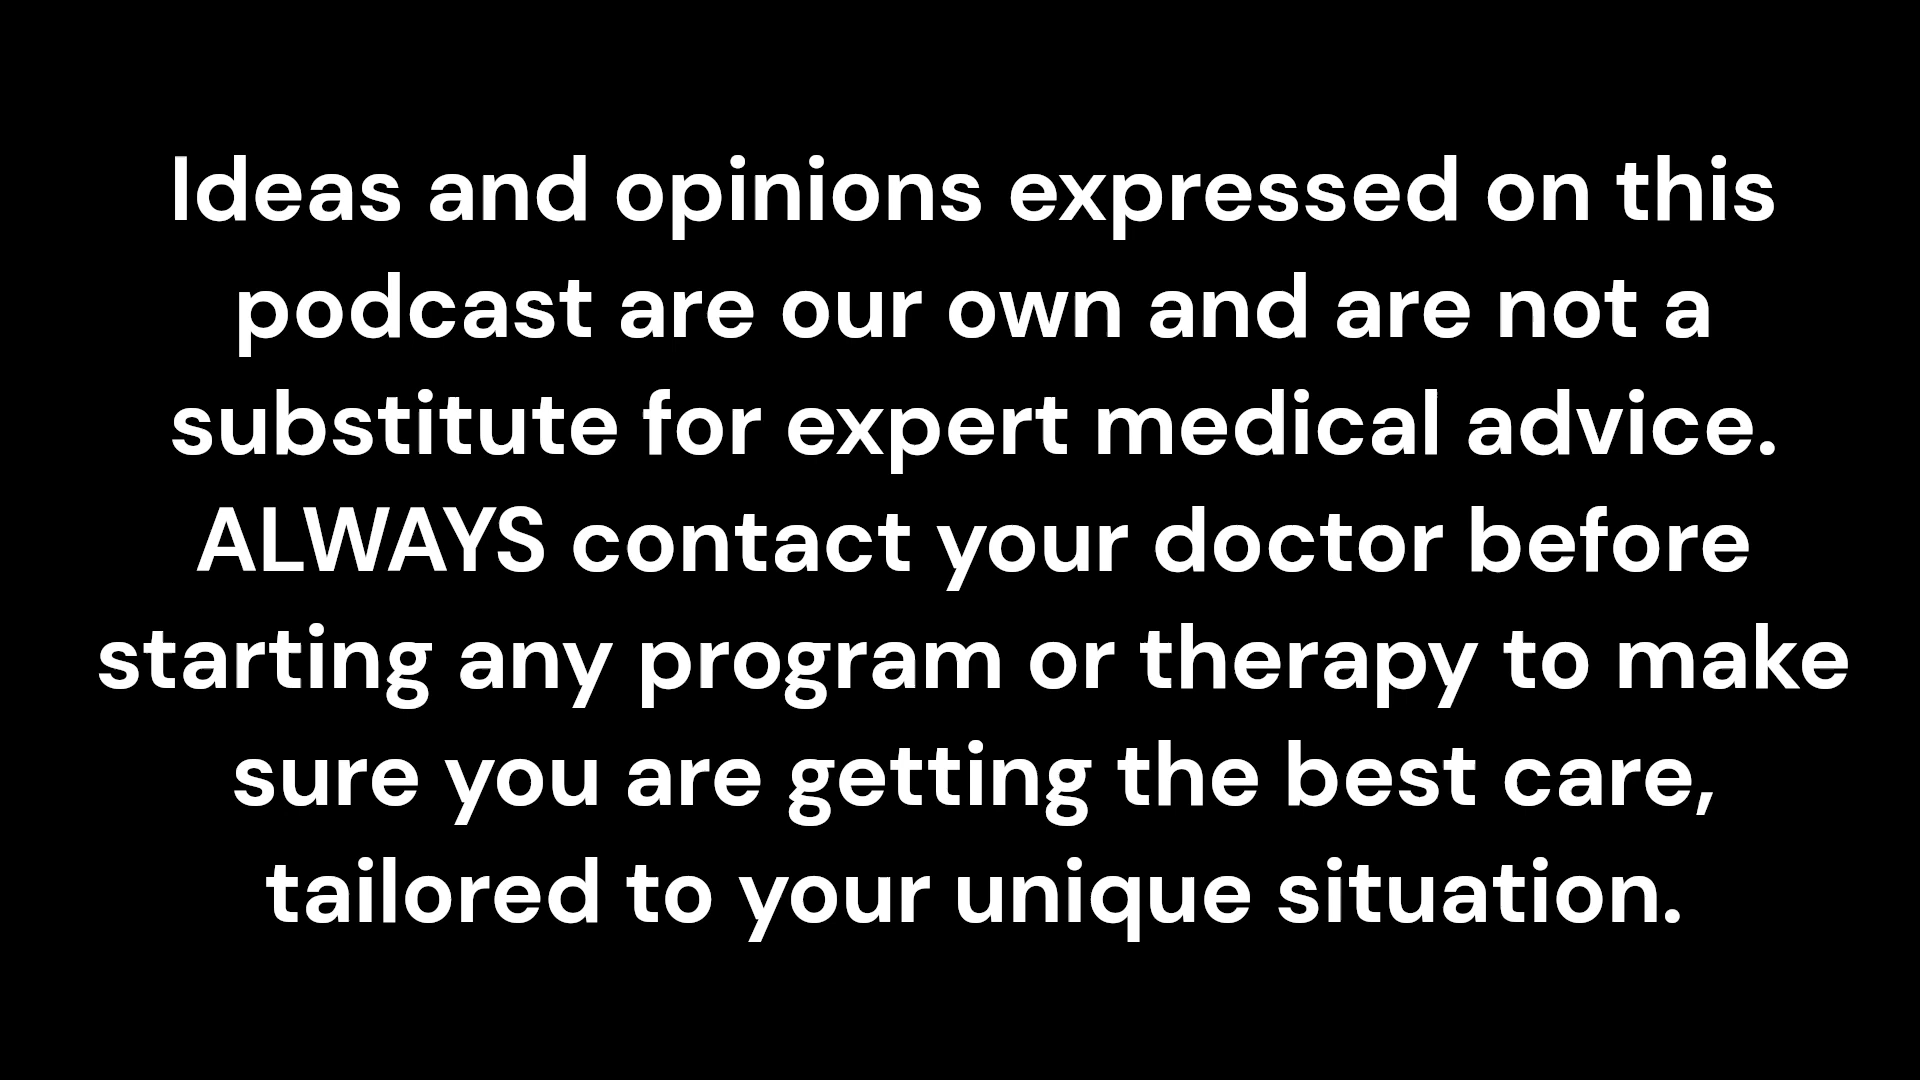 Ideas and opinions expressed on this
podcast are our own and are not a
substitute for expert medical advice.
ALWAYS contact your doctor before
starting any program or therapy to make
sure you are getting the best care,
tailored to your unique situation.